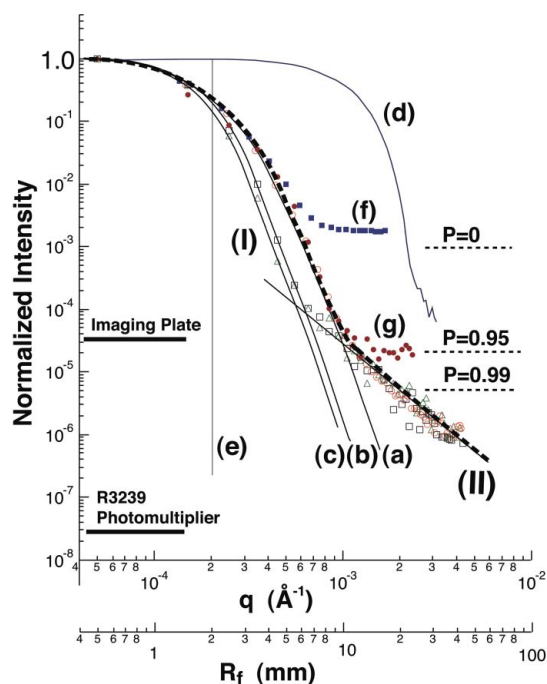 1.0
10⁻¹
10⁻²
10⁻³
10⁻⁴
10⁻⁵
10⁻⁶
10⁻⁷
10⁻⁸
Normalized Intensity
(d)
(f)
P=0
(I)
(g)
P=0.95
Imaging Plate
P=0.99
(e)
(c) (b) (a)
(II)
R3239
Photomultiplier
4 5 6 7 8 2 3 4 5 6 7 8 2 3 4 5 6 7 8
10⁻⁴ 10⁻³ 10⁻²
q (Å⁻¹)
4 5 6 7 8 2 3 4 5 6 7 8 2 3 4 5 6 7 8
1 10 100
R_f (mm)